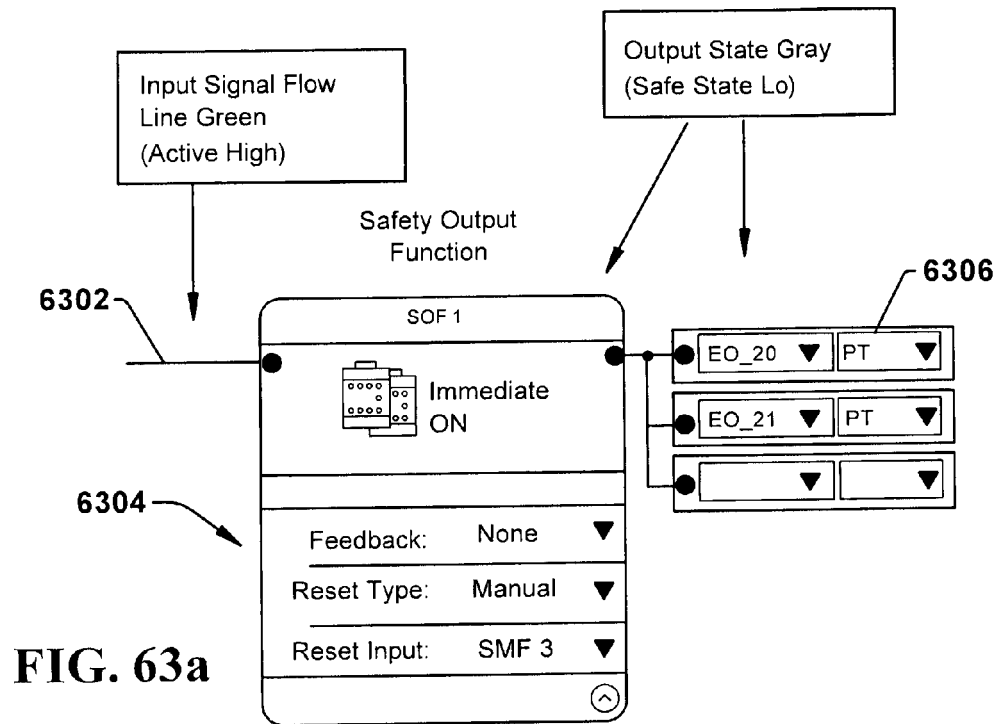 Input Signal Flow
Line Green
(Active High)
Output State Gray
(Safe State Lo)
Safety Output
Function
6302
6306
SOF 1
Immediate
ON
EO_20 PT
EO_21 PT
6304
Feedback: None
Reset Type: Manual
Reset Input: SMF 3
FIG. 63a